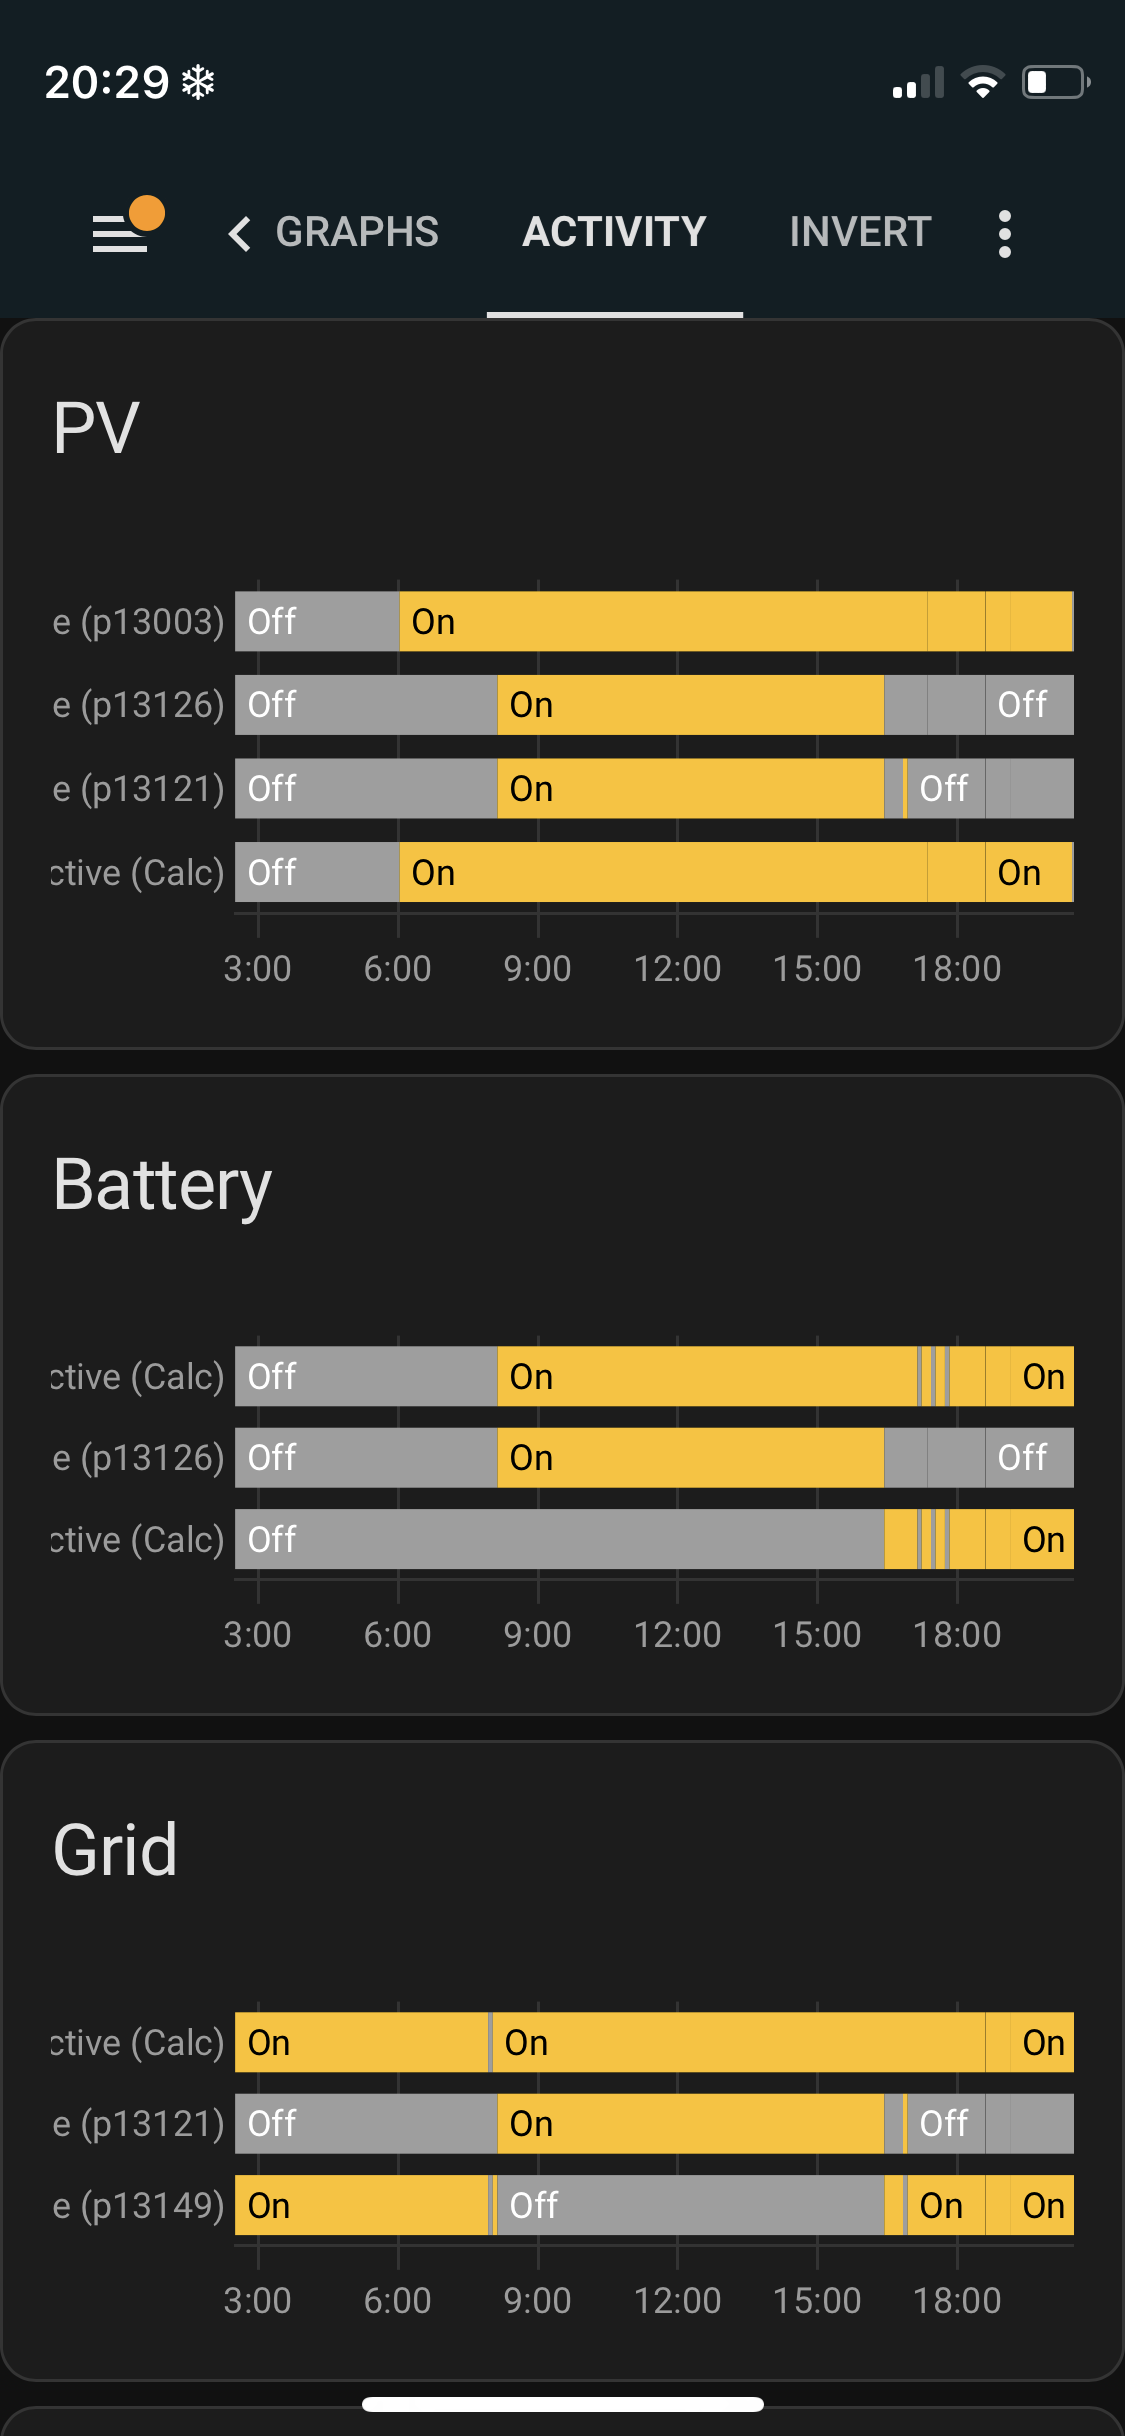 20:29
GRAPHS ACTIVITY INVERT
PV
e (p13003) Off On
e (p13126) Off On Off
e (p13121) Off On Off
ctive (Calc) Off On On
3:00 6:00 9:00 12:00 15:00 18:00
Battery
ctive (Calc) Off On On
e (p13126) Off On Off
ctive (Calc) Off On
3:00 6:00 9:00 12:00 15:00 18:00
Grid
ctive (Calc) On On On
e (p13121) Off On Off
e (p13149) On Off On On
3:00 6:00 9:00 12:00 15:00 18:00